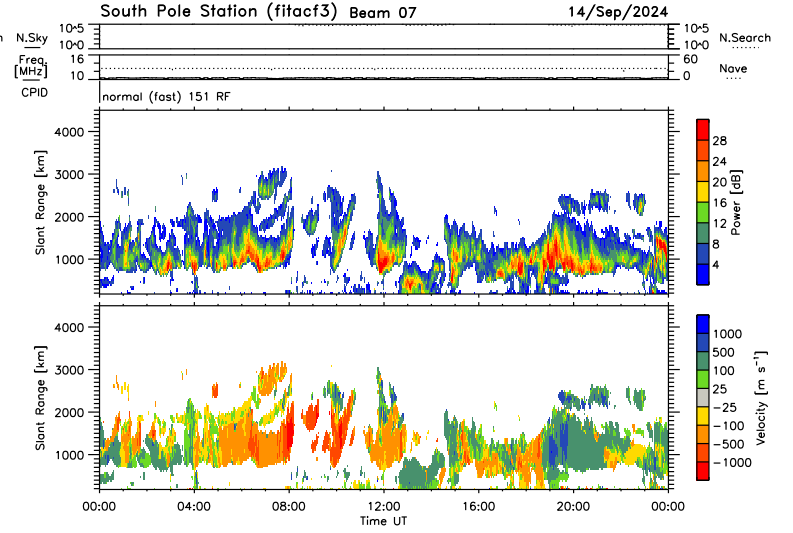 South Pole Station (fitacf3) Beam 07 14/Sep/2024
n N.Sky 10^5 10^0 10^5 10^0 N.Search
Freq. [MHz] 16 10 60 0 Nave
CPID normal (fast) 151 RF
Slant Range [km]
4000
3000
2000
1000
28
24
20
16
12
8
4
Power [dB]
Slant Range [km]
4000
3000
2000
1000
1000
500
100
25
-25
-100
-500
-1000
Velocity [m s⁻¹]
00:00 04:00 08:00 12:00 16:00 20:00 00:00
Time UT